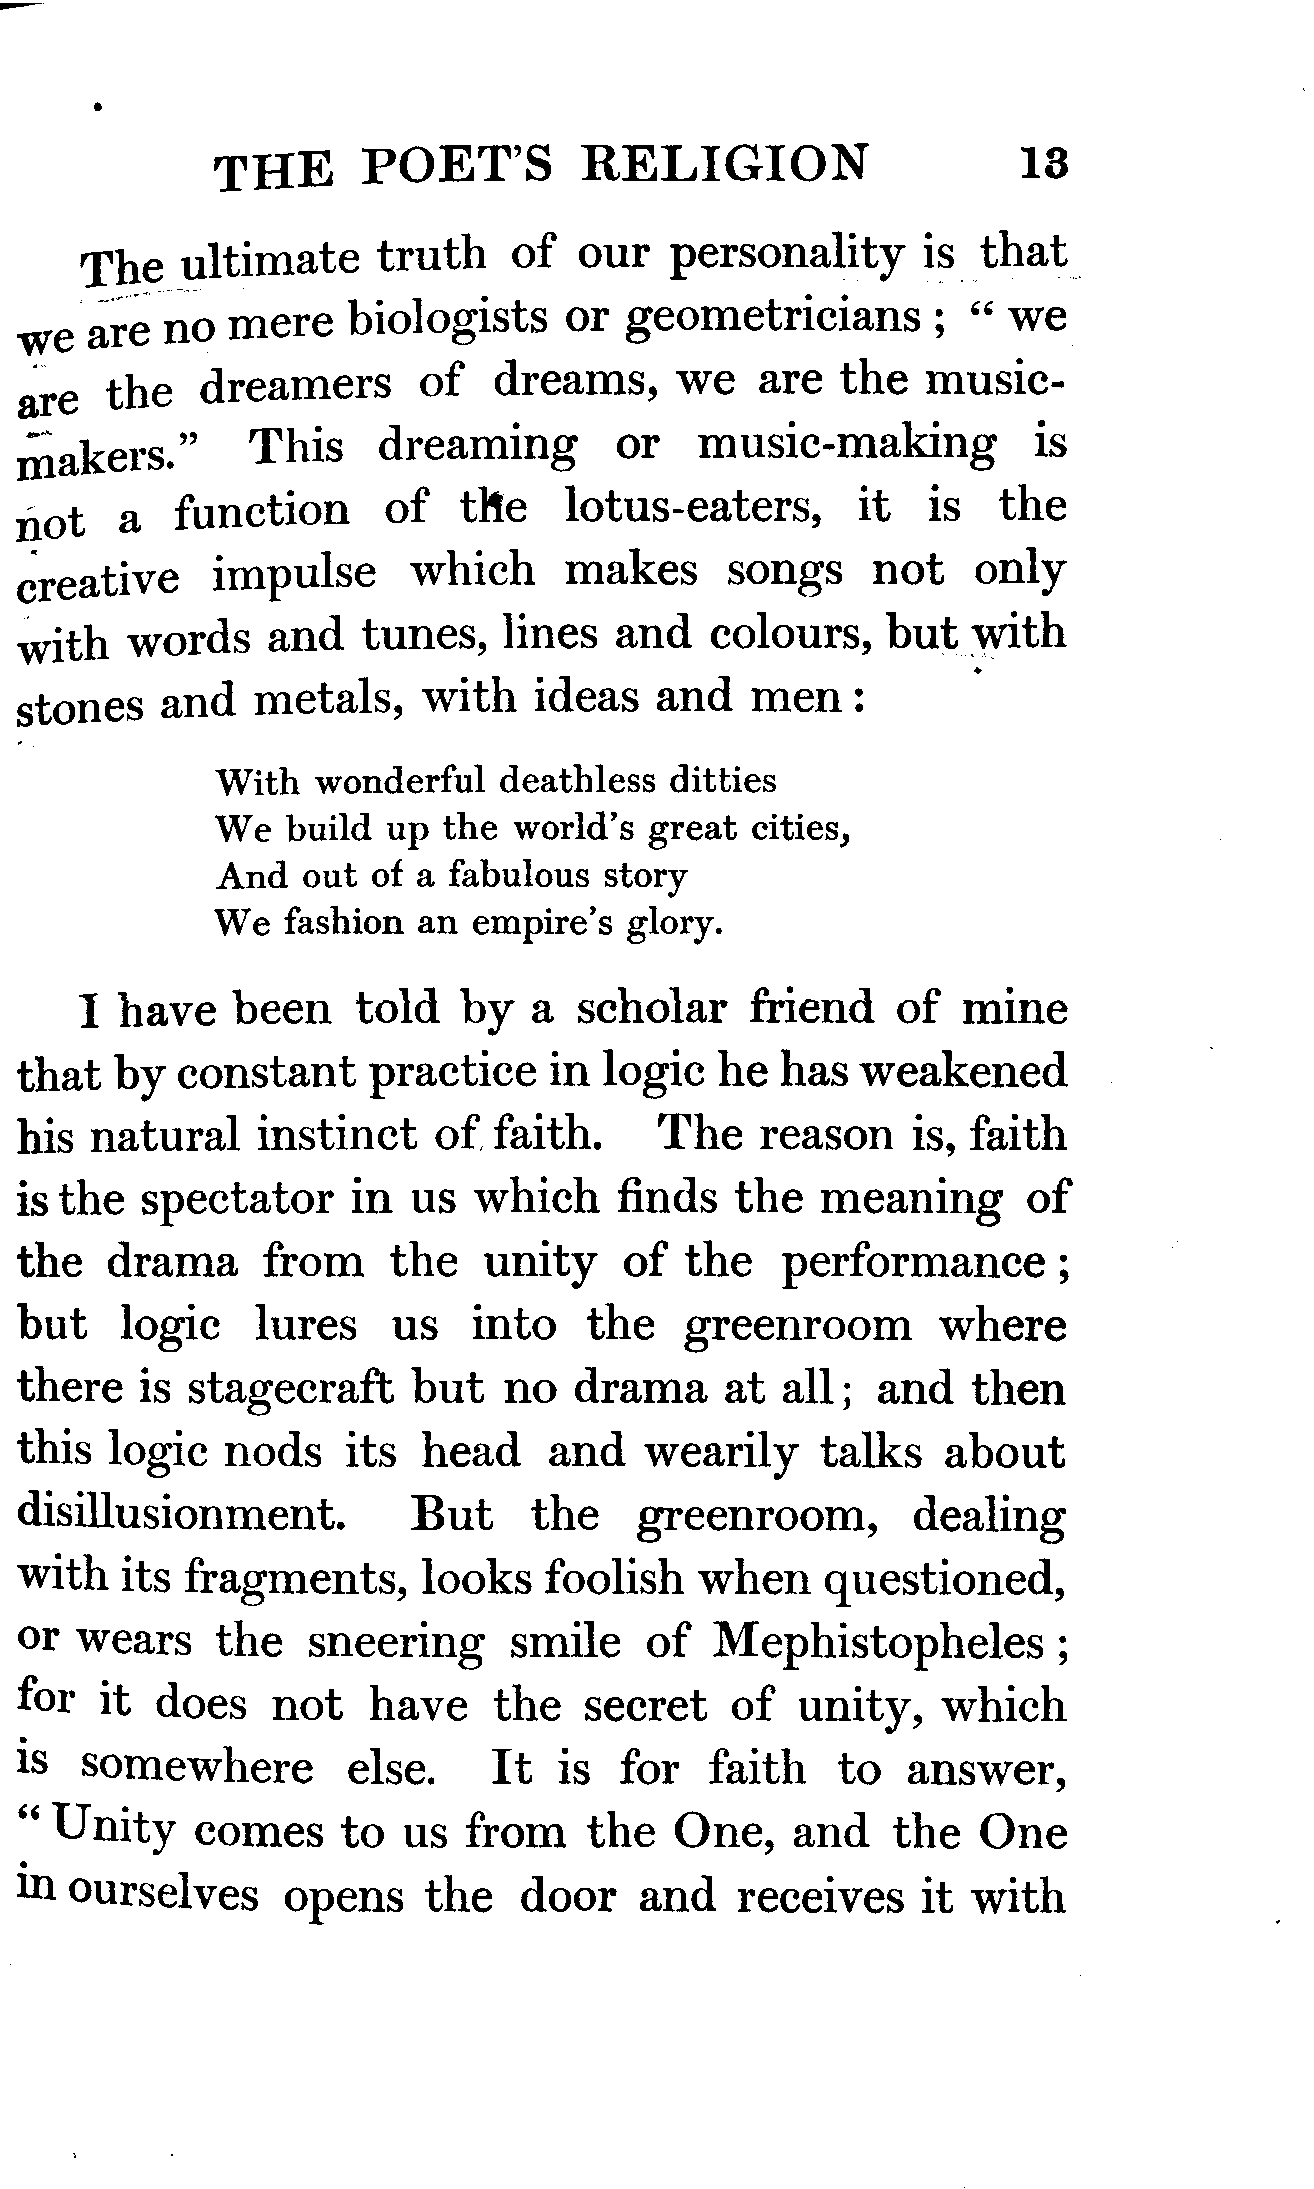 THE POET'S RELIGION 13
The ultimate truth of our personality is that
we are no mere biologists or geometricians ; “ we
are the dreamers of dreams, we are the music-
makers.” This dreaming or music-making is
not a function of the lotus-eaters, it is the
creative impulse which makes songs not only
with words and tunes, lines and colours, but with
stones and metals, with ideas and men :
With wonderful deathless ditties
We build up the world's great cities,
And out of a fabulous story
We fashion an empire's glory.
I have been told by a scholar friend of mine
that by constant practice in logic he has weakened
his natural instinct of faith. The reason is, faith
is the spectator in us which finds the meaning of
the drama from the unity of the performance ;
but logic lures us into the greenroom where
there is stagecraft but no drama at all ; and then
this logic nods its head and wearily talks about
disillusionment. But the greenroom, dealing
with its fragments, looks foolish when questioned,
or wears the sneering smile of Mephistopheles ;
for it does not have the secret of unity, which
is somewhere else. It is for faith to answer,
“ Unity comes to us from the One, and the One
in ourselves opens the door and receives it with